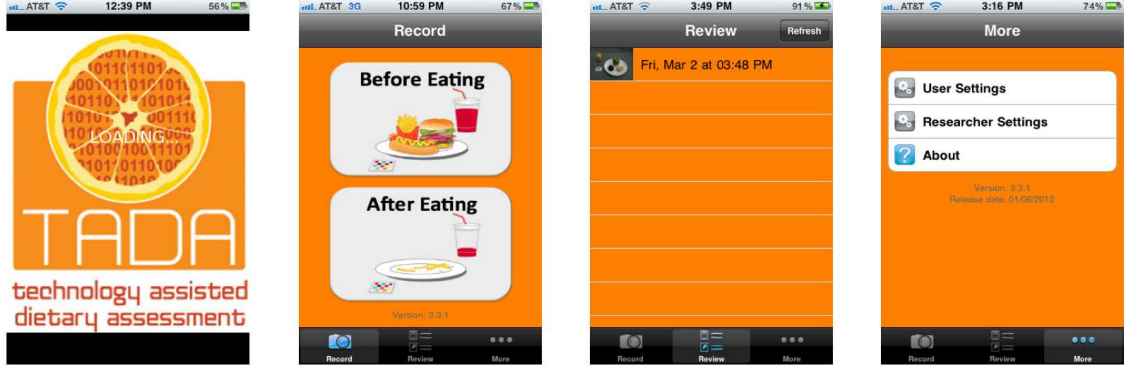 AT&T 12:39 PM 56%
LOADING...
TADA
technology assisted
dietary assessment
AT&T 3G 10:59 PM 67%
Record
Before Eating
After Eating
Version: 3.3.1
Record Review More
AT&T 3:49 PM 91%
Review Refresh
Fri, Mar 2 at 03:48 PM
Record Review More
AT&T 3:16 PM 74%
More
User Settings
Researcher Settings
? About
Version: 3.3.1
Release date: 01/06/2012
Record Review More